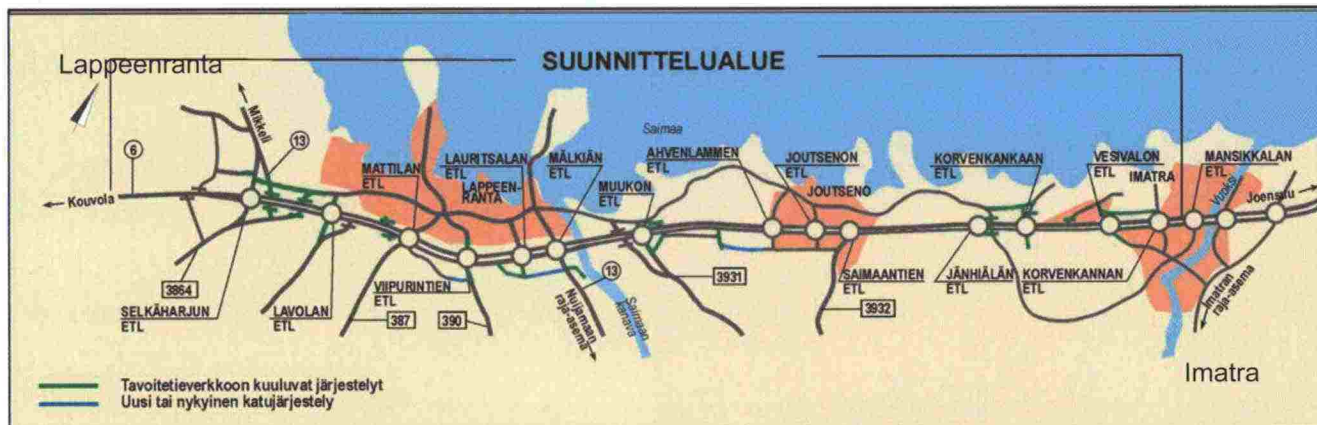 SUUNNITTELUALUE
Lappeenranta
Mikkeli
13
6
Kouvola
3864
SELKÄHARJUN
ETL
LAVOLAN
ETL
MATTILAN
ETL
387
VIIPURINTIEN
ETL
390
LAURITSALAN
ETL
LAPPEEN-
RANTA
MÄLKIÄN
ETL
13
Nuijamaan
raja-asema
Saimaan
kanava
MUUKON
ETL
3931
Saimaa
AHVENLAMMEN
ETL
JOUTSENON
ETL
JOUTSENO
SAIMAANTIEN
ETL
3932
KORVENKANKAAN
ETL
JÄNHIÄLÄN
ETL
VESIVALON
ETL
IMATRA
KORVENKANNAN
ETL
MANSIKKALAN
ETL
Vuoksi
Joensuu
Imatran
raja-asema
Imatra
Tavoitetieverkkoon kuuluvat järjestelyt
Uusi tai nykyinen katujärjestely